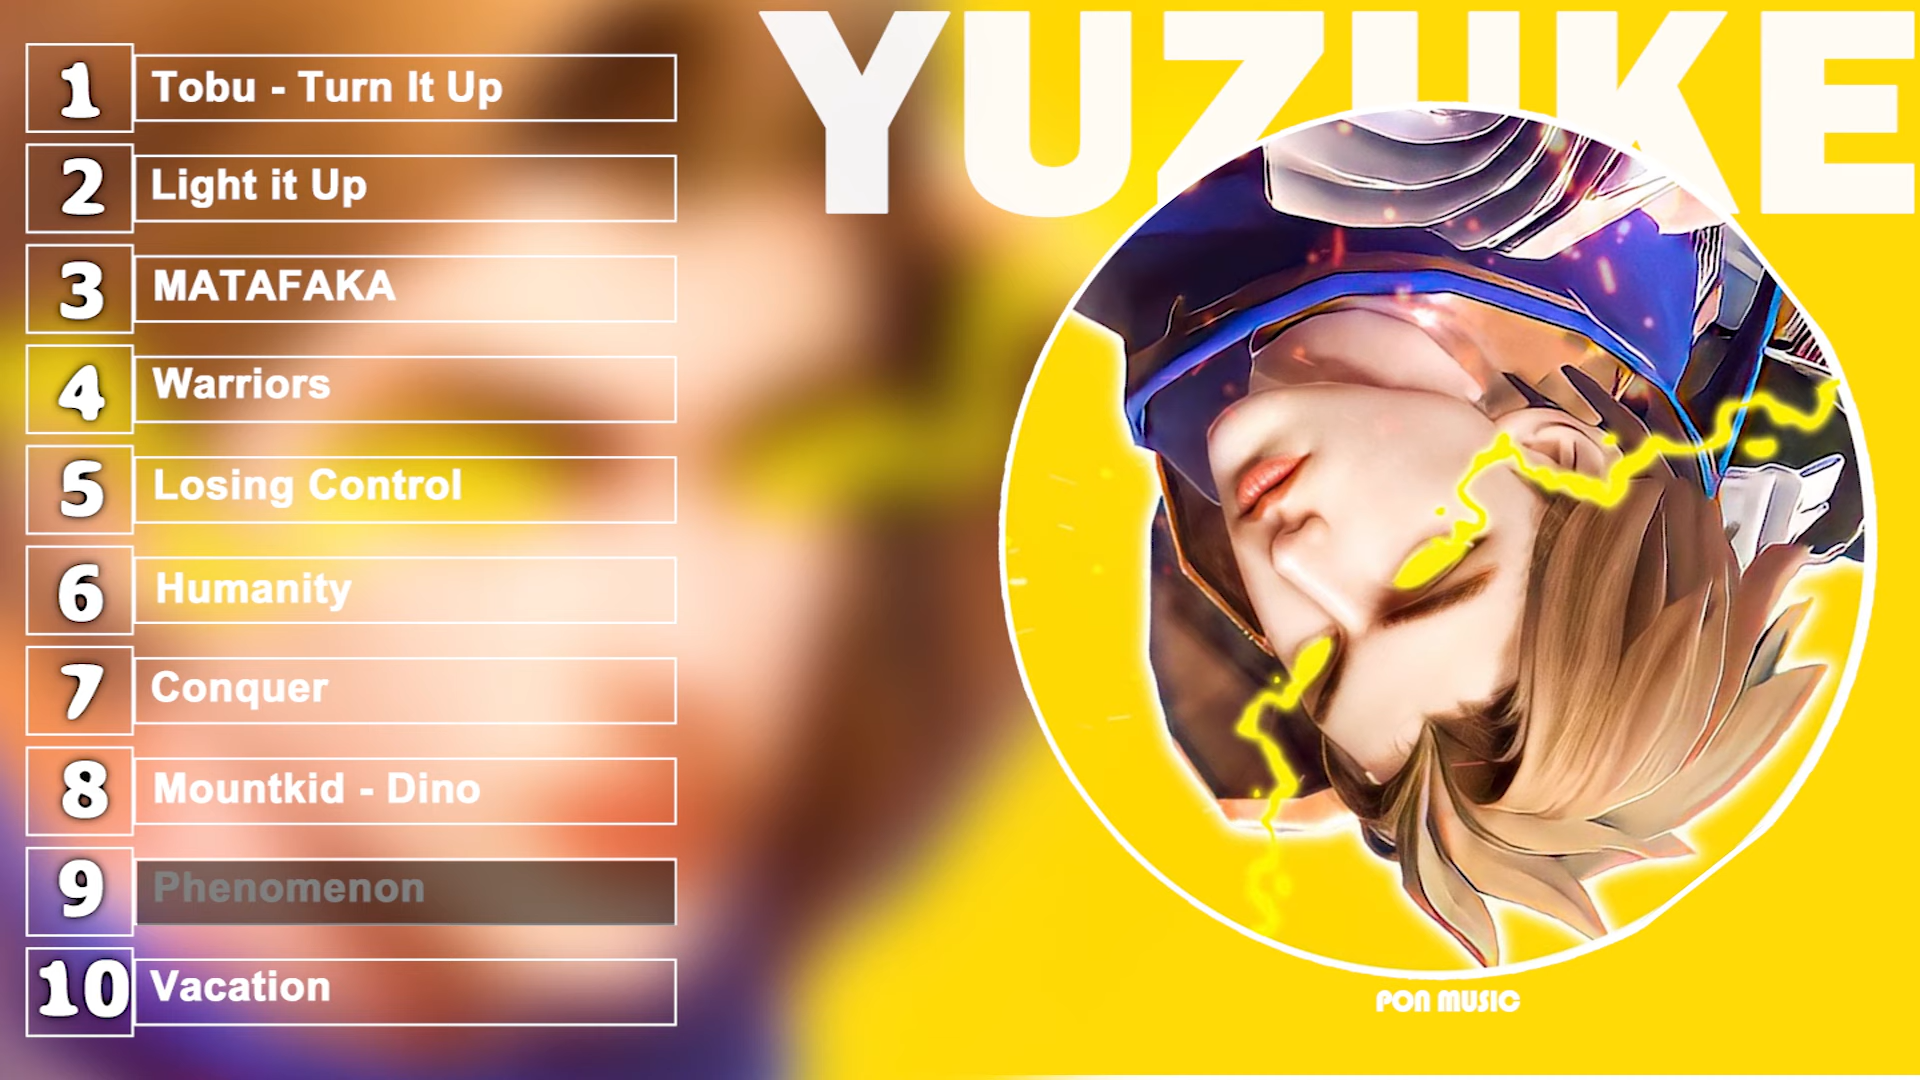 YUZUKE
1 Tobu - Turn It Up
2 Light it Up
3 MATAFAKA
4 Warriors
5 Losing Control
6 Humanity
7 Conquer
8 Mountkid - Dino
9 Phenomenon
10 Vacation
PON MUSIC